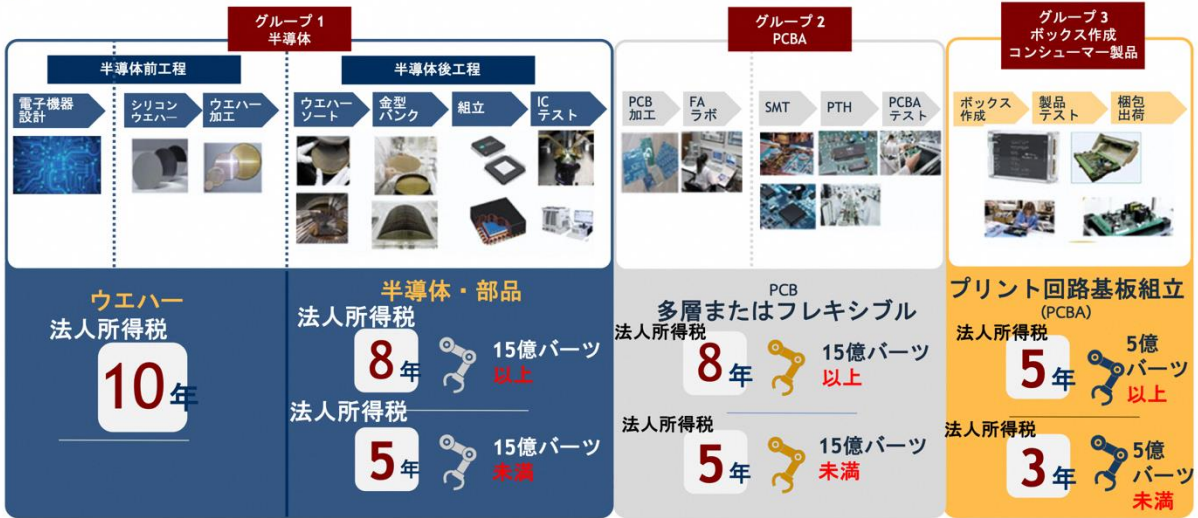 グループ 1
半導体
グループ 2
PCBA
グループ 3
ボックス作成
コンシューマー製品
半導体前工程
半導体後工程
電子機器
設計
シリコン
ウエハー
ウエハー
加工
ウエハー
ソート
金型
バンク
組立
IC
テスト
PCB
加工
FA
ラボ
SMT
PTH
PCBA
テスト
ボックス
作成
製品
テスト
梱包
出荷
ウエハー
法人所得税
10年
半導体・部品
法人所得税
8年
15億バーツ
以上
法人所得税
5年
15億バーツ
未満
PCB
多層またはフレキシブル
法人所得税
8年
15億バーツ
以上
法人所得税
5年
15億バーツ
未満
プリント回路基板組立
(PCBA)
法人所得税
5年
5億
バーツ
以上
法人所得税
3年
5億
バーツ
未満